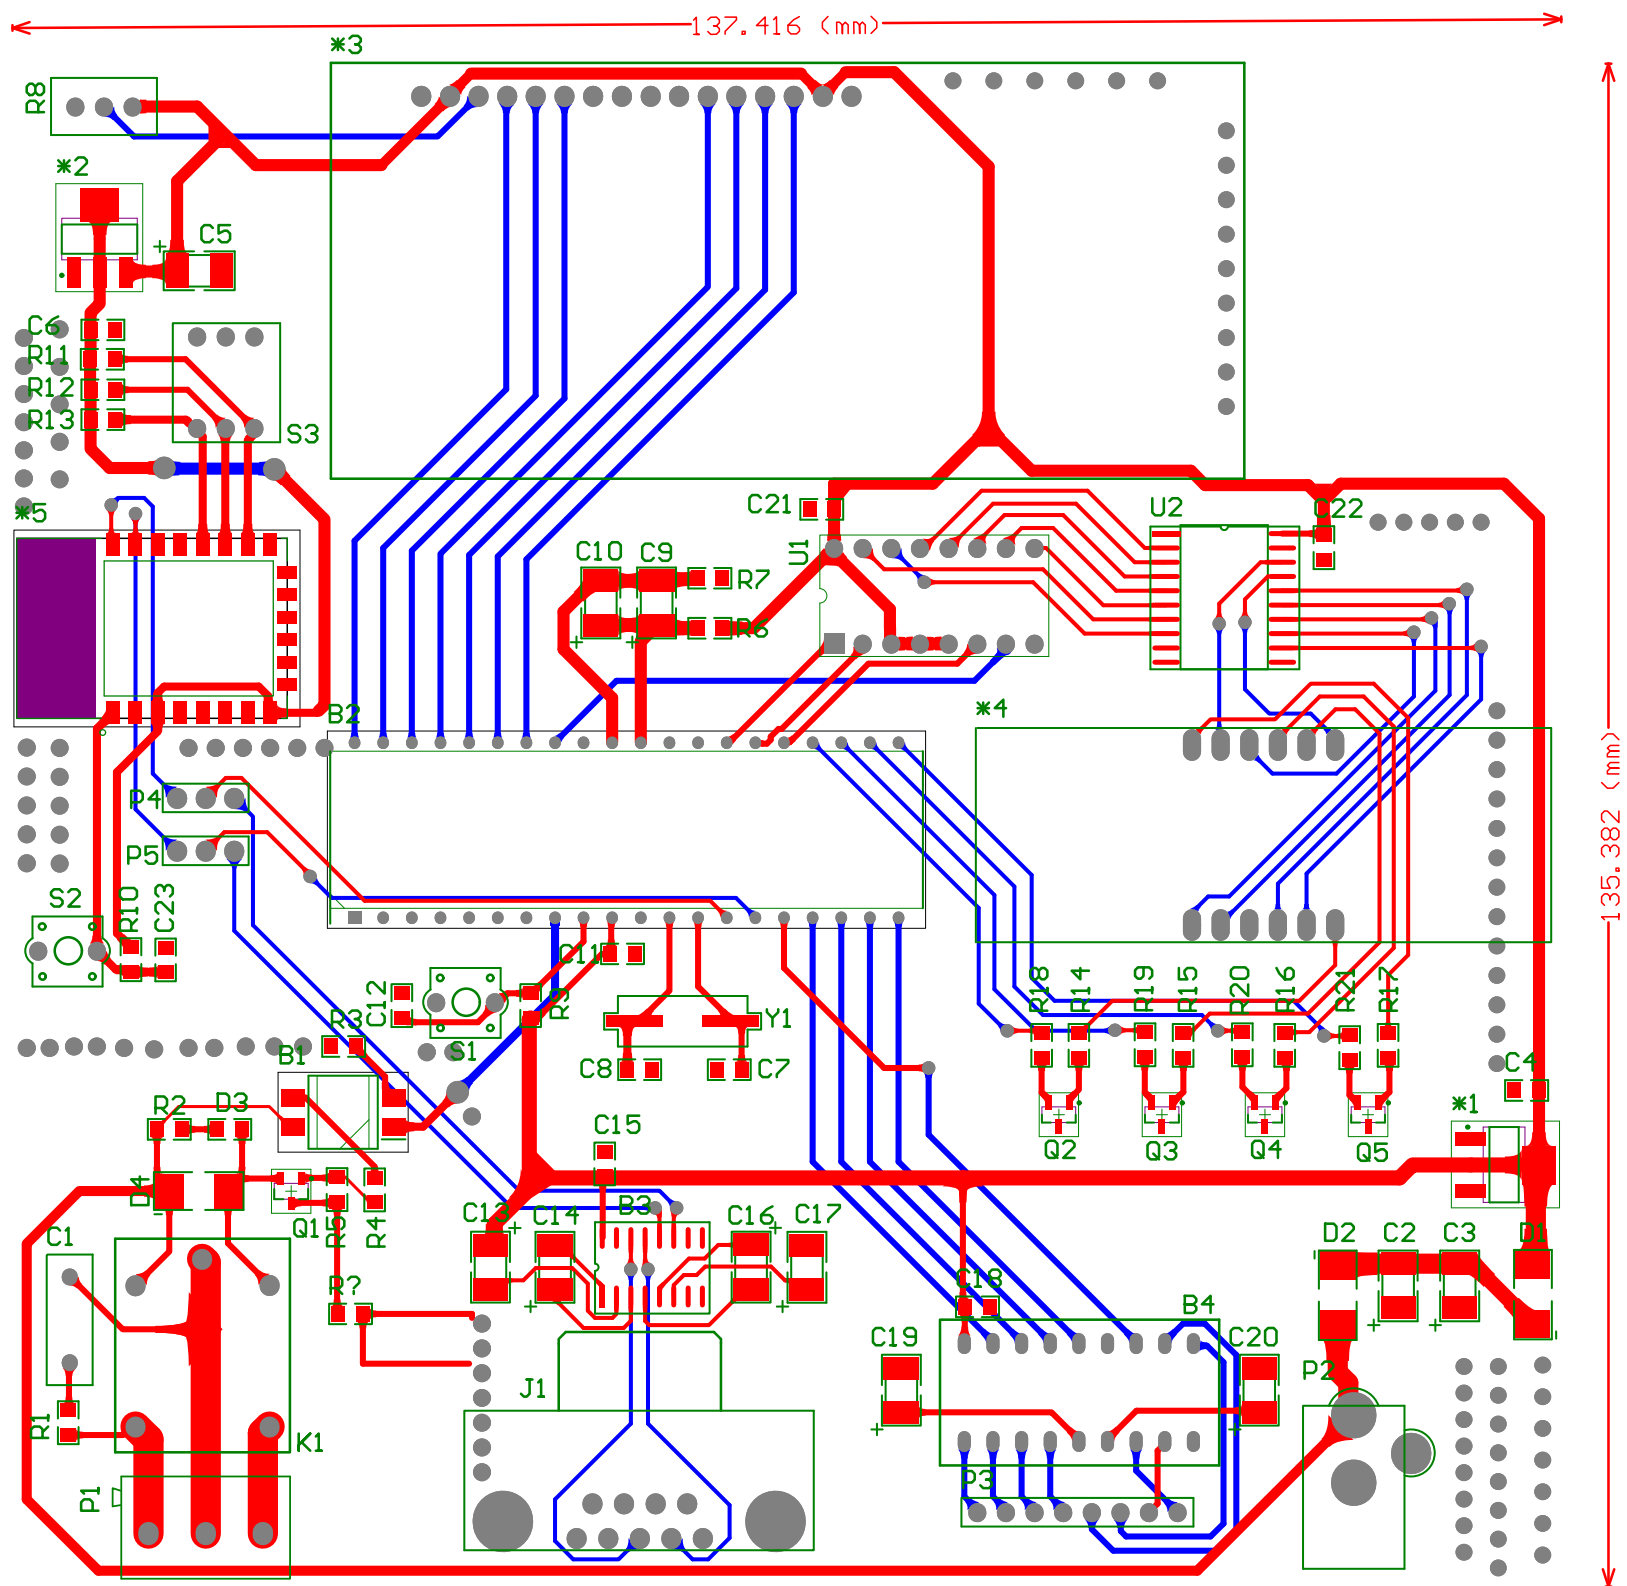 137.416 (mm)
*3
R8
*2
C5
C6
R11
R12
R13
S3
*5
C21
U2
C22
C10
C9
U1
R7
R6
B2
*4
135.382 (mm)
P4
P5
S2
R10
C23
C11
C12
R9
S1
Y1
R3
B1
C8
C7
R18
R14
R19
R15
R20
R16
R21
R17
C4
*1
R2
D3
C15
Q2
Q3
Q4
Q5
D4
Q1
R5
R4
B3
C13
C14
C16
C17
C1
D2
C2
C3
D1
R?
C18
B4
C19
C20
J1
P2
R1
K1
P3
P1